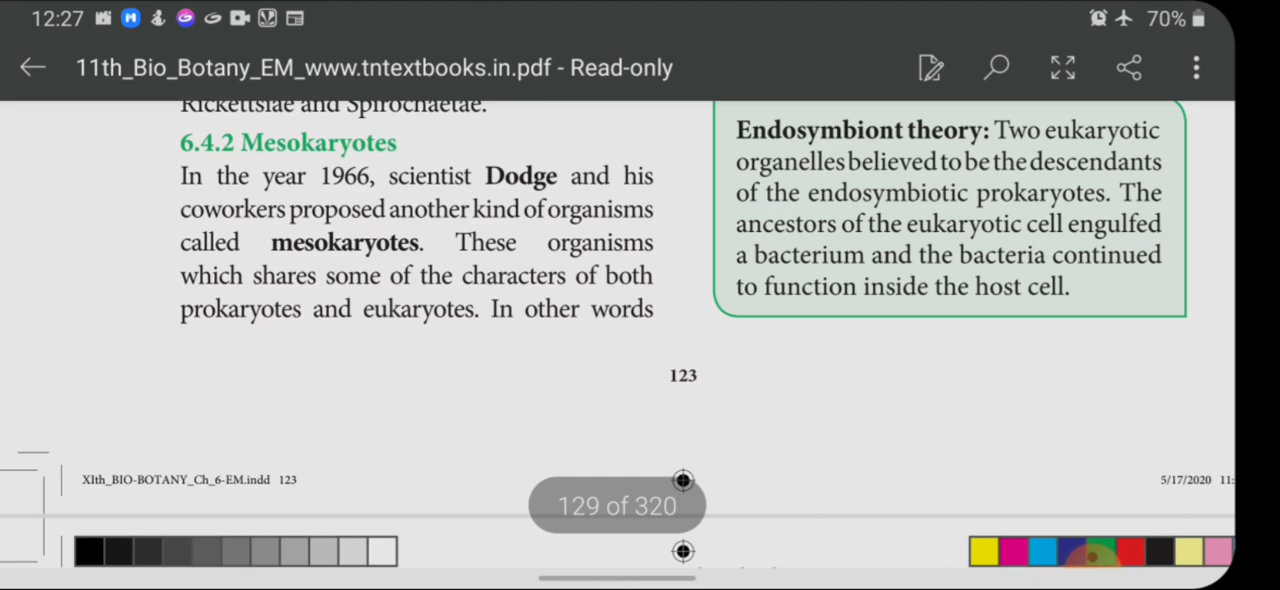 12:27
70%
11th_Bio_Botany_EM_www.tntextbooks.in.pdf - Read-only
Rickettsiae and Spirochaetae.
6.4.2 Mesokaryotes
In the year 1966, scientist Dodge and his
coworkers proposed another kind of organisms
called mesokaryotes. These organisms
which shares some of the characters of both
prokaryotes and eukaryotes. In other words
Endosymbiont theory: Two eukaryotic
organelles believed to be the descendants
of the endosymbiotic prokaryotes. The
ancestors of the eukaryotic cell engulfed
a bacterium and the bacteria continued
to function inside the host cell.
123
XIth_BIO-BOTANY_Ch_6-EM.indd 123
5/17/2020 11:
129 of 320